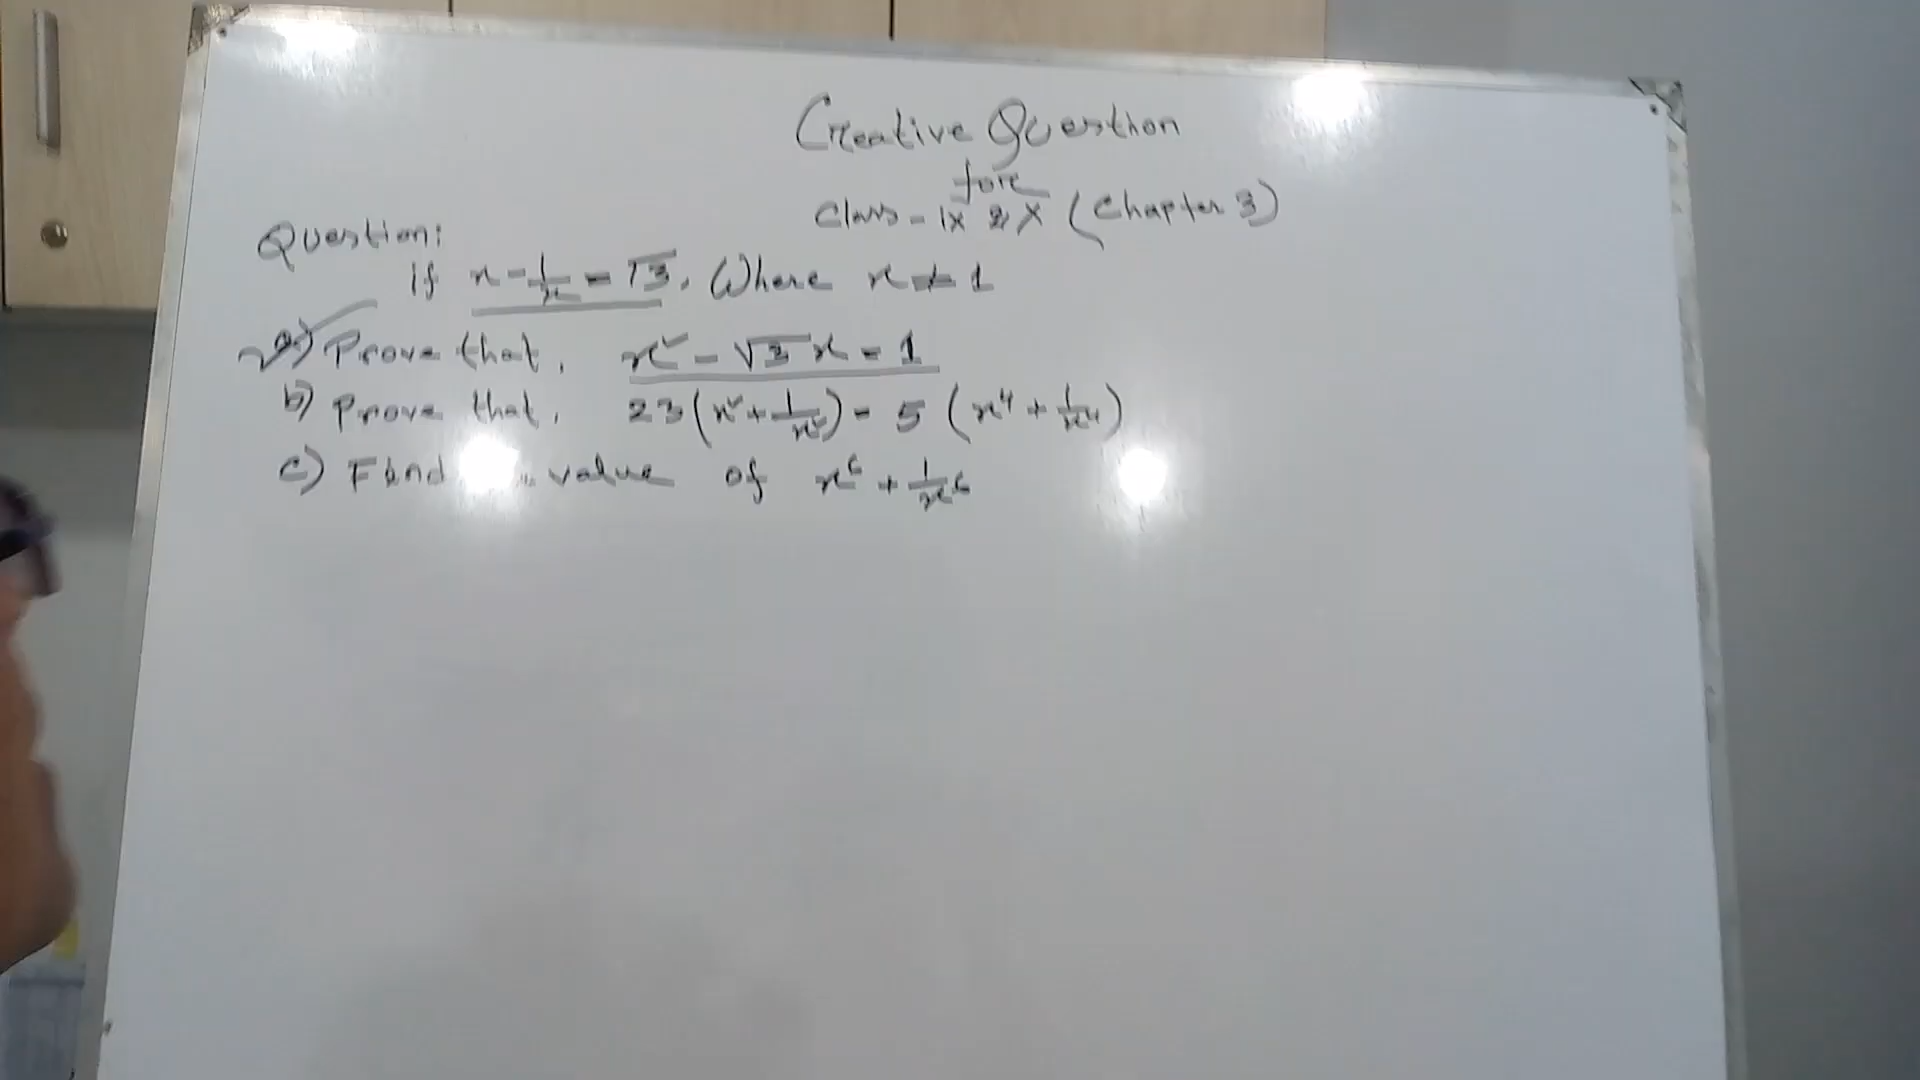 Creative Question
for
Class - IX & X (Chapter 3)
Question:
If x - 1/x = √3, Where x ≠ 1
a) Prove that, x² - √3 x = 1
b) Prove that, 23(x² + 1/x²) = 5 (x⁴ + 1/x⁴)
c) Find value of x⁶ + 1/x⁶